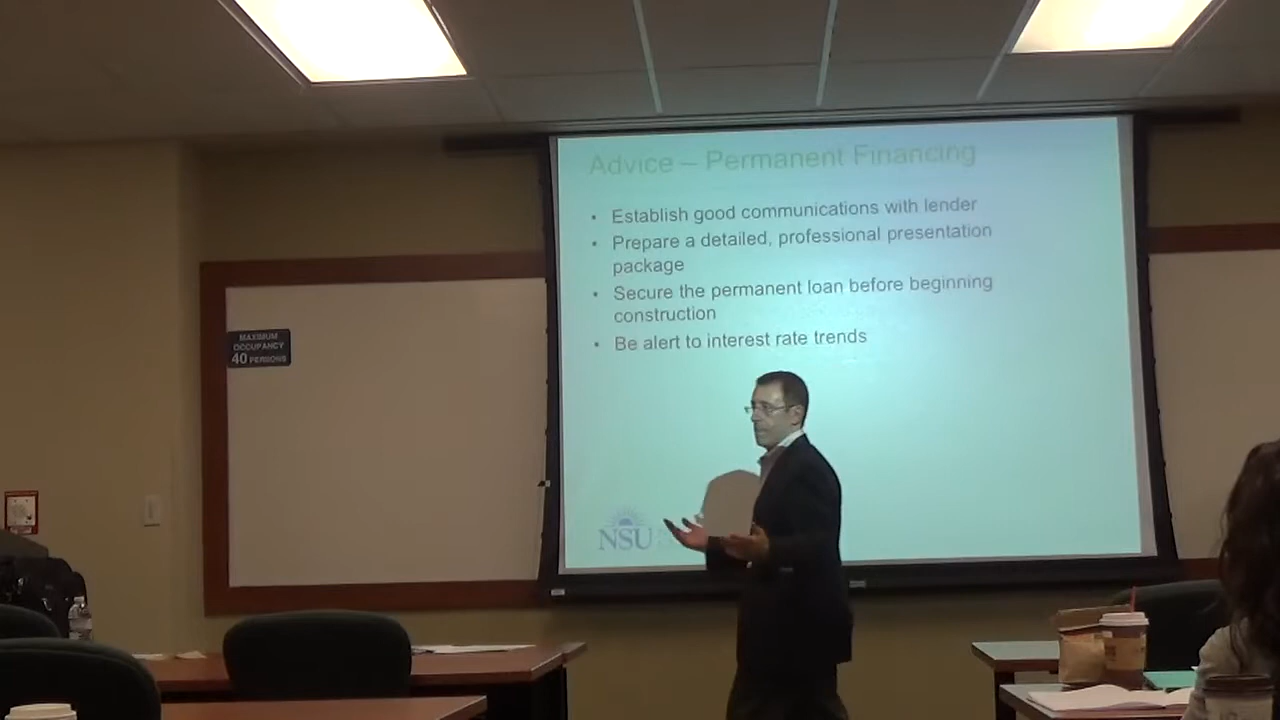 Advice – Permanent Financing
• Establish good communications with lender
• Prepare a detailed, professional presentation
package
• Secure the permanent loan before beginning
construction
• Be alert to interest rate trends
NSU
MAXIMUM
OCCUPANCY
40 PERSONS